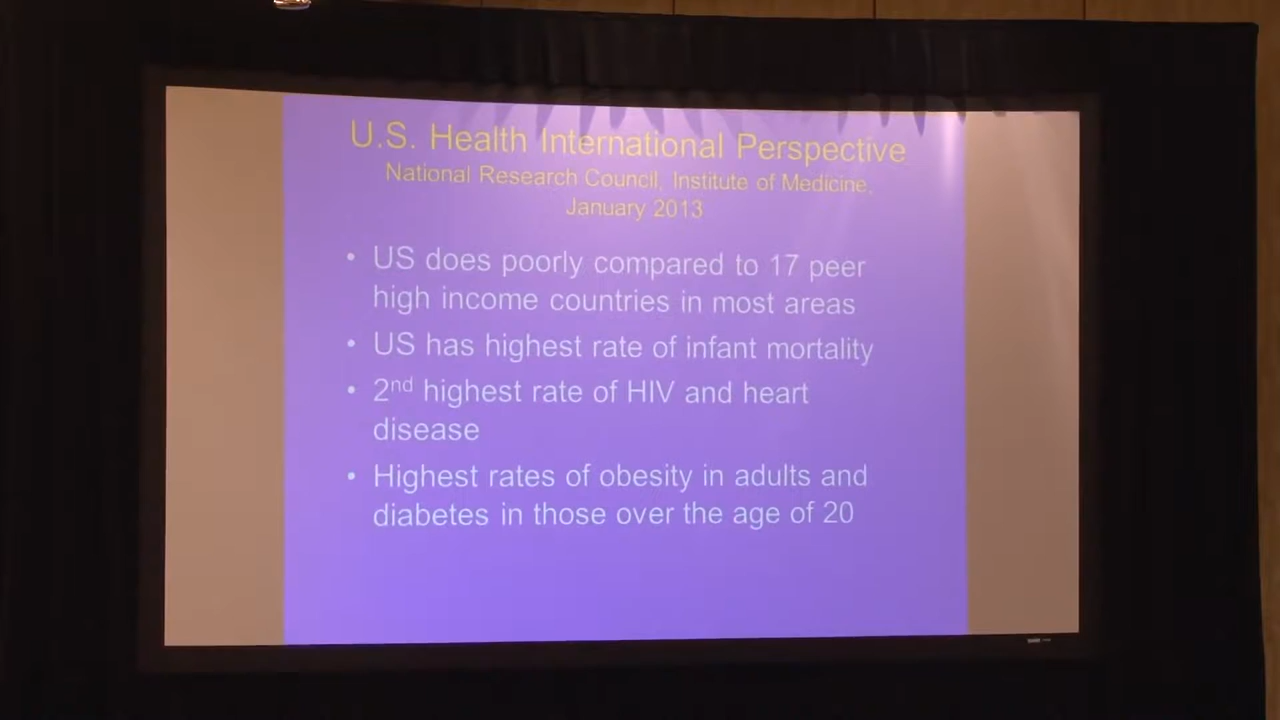 U.S. Health International Perspective
National Research Council, Institute of Medicine,
January 2013
• US does poorly compared to 17 peer
high income countries in most areas
• US has highest rate of infant mortality
• 2nd highest rate of HIV and heart
disease
• Highest rates of obesity in adults and
diabetes in those over the age of 20